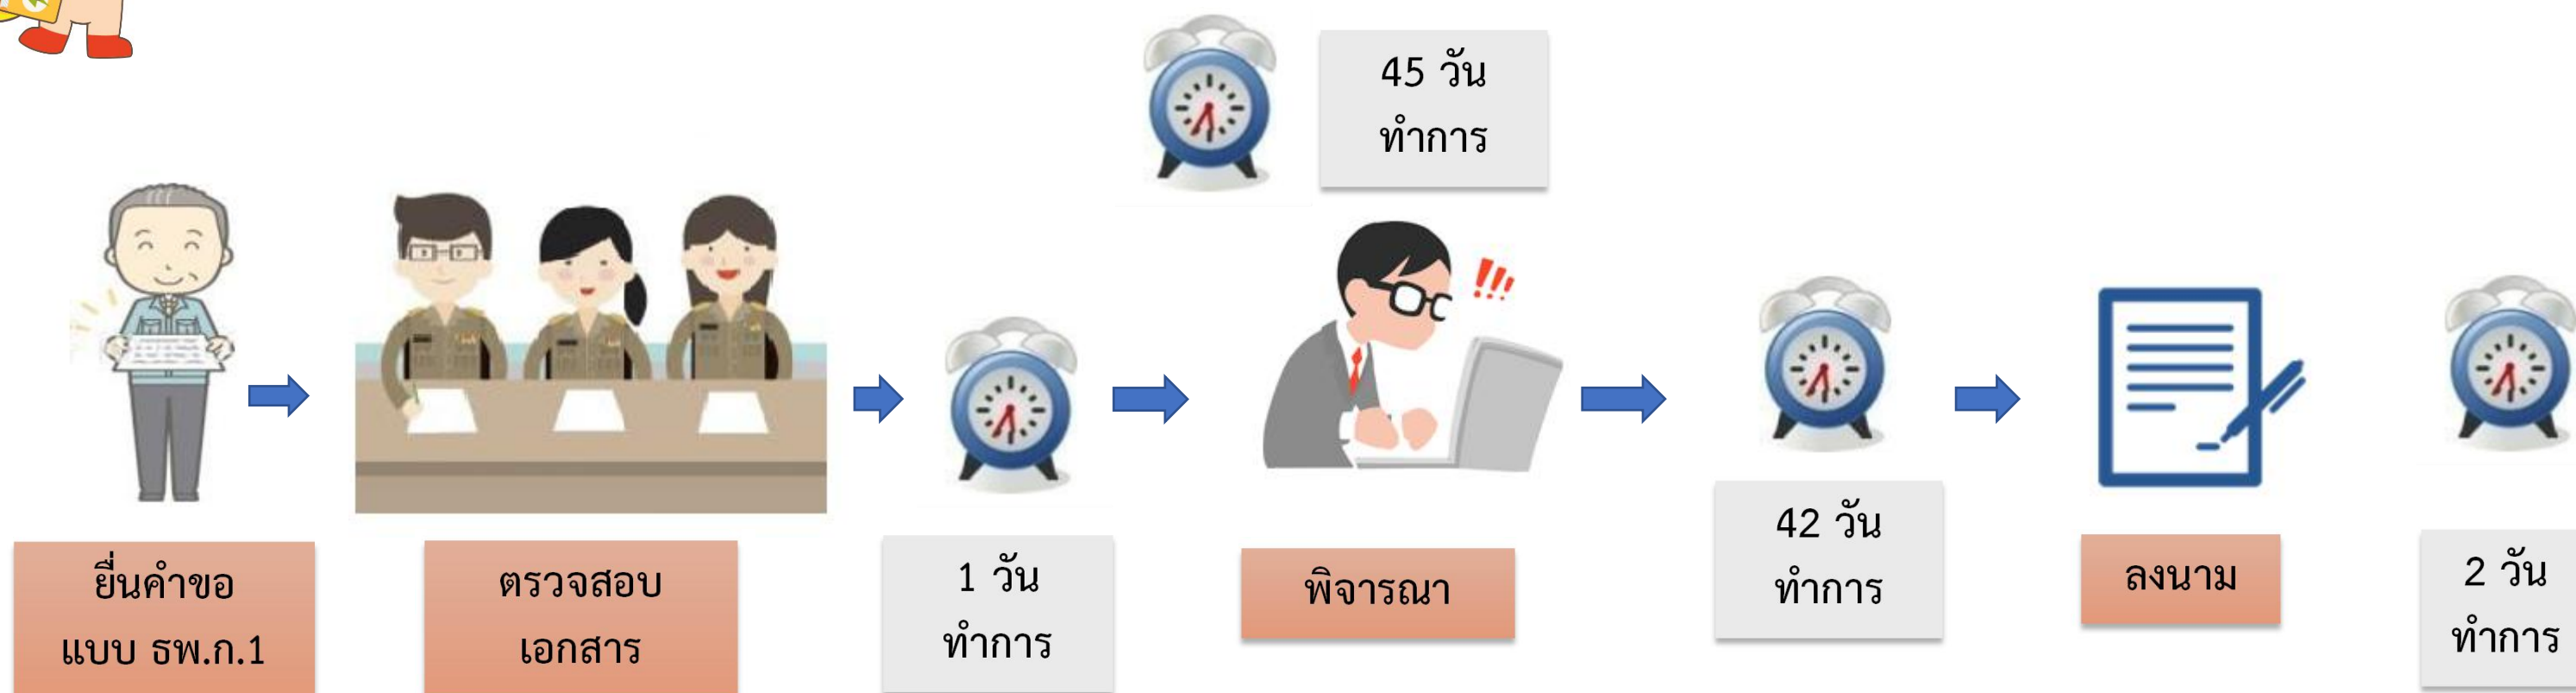 45 วัน
ทำการ
ยื่นคำขอ
แบบ ธพ.ก.1
ตรวจสอบ
เอกสาร
1 วัน
ทำการ
พิจารณา
42 วัน
ทำการ
ลงนาม
2 วัน
ทำการ